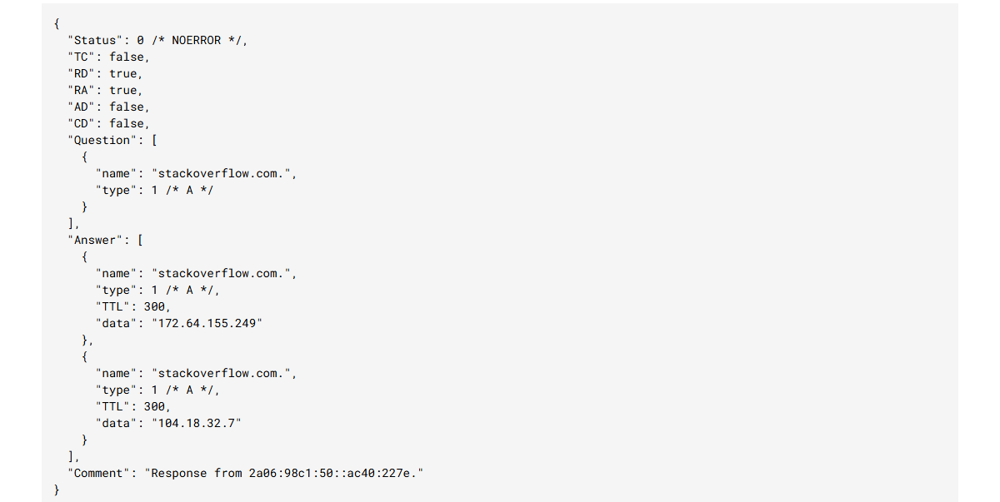 {
  "Status": 0 /* NOERROR */,
  "TC": false,
  "RD": true,
  "RA": true,
  "AD": false,
  "CD": false,
  "Question": [
    {
      "name": "stackoverflow.com.",
      "type": 1 /* A */
    }
  ],
  "Answer": [
    {
      "name": "stackoverflow.com.",
      "type": 1 /* A */,
      "TTL": 300,
      "data": "172.64.155.249"
    },
    {
      "name": "stackoverflow.com.",
      "type": 1 /* A */,
      "TTL": 300,
      "data": "104.18.32.7"
    }
  ],
  "Comment": "Response from 2a06:98c1:50::ac40:227e."
}